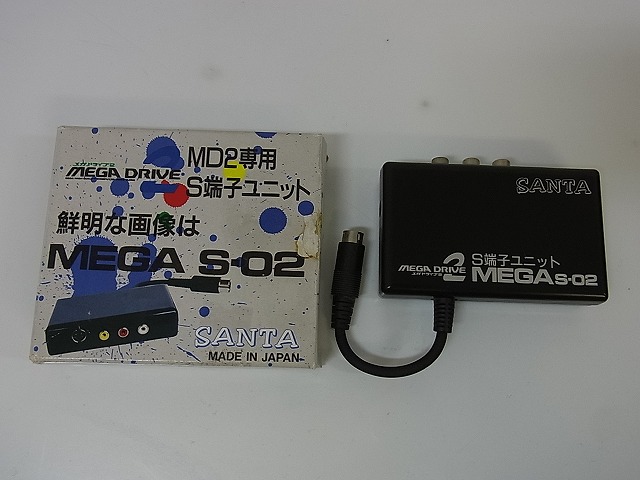 メガドライブ2
MEGA DRIVE
MD2専用
S端子ユニット
鮮明な画像は
MEGA S-02
SANTA
MADE IN JAPAN
SANTA
S端子ユニット
MEGA DRIVE 2
メガドライブ
MEGA S-02